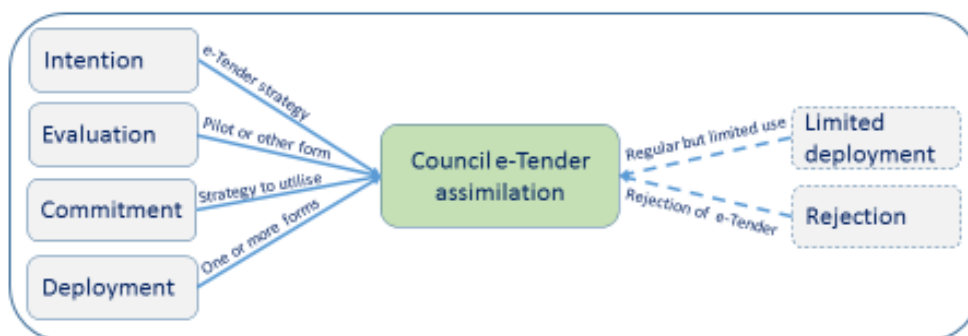 Intention
e-Tender strategy
Evaluation
Pilot or other form
Commitment
Strategy to utilise
Deployment
One or more forms
Council e-Tender
assimilation
Regular but limited use
Limited
deployment
Rejection of e-Tender
Rejection